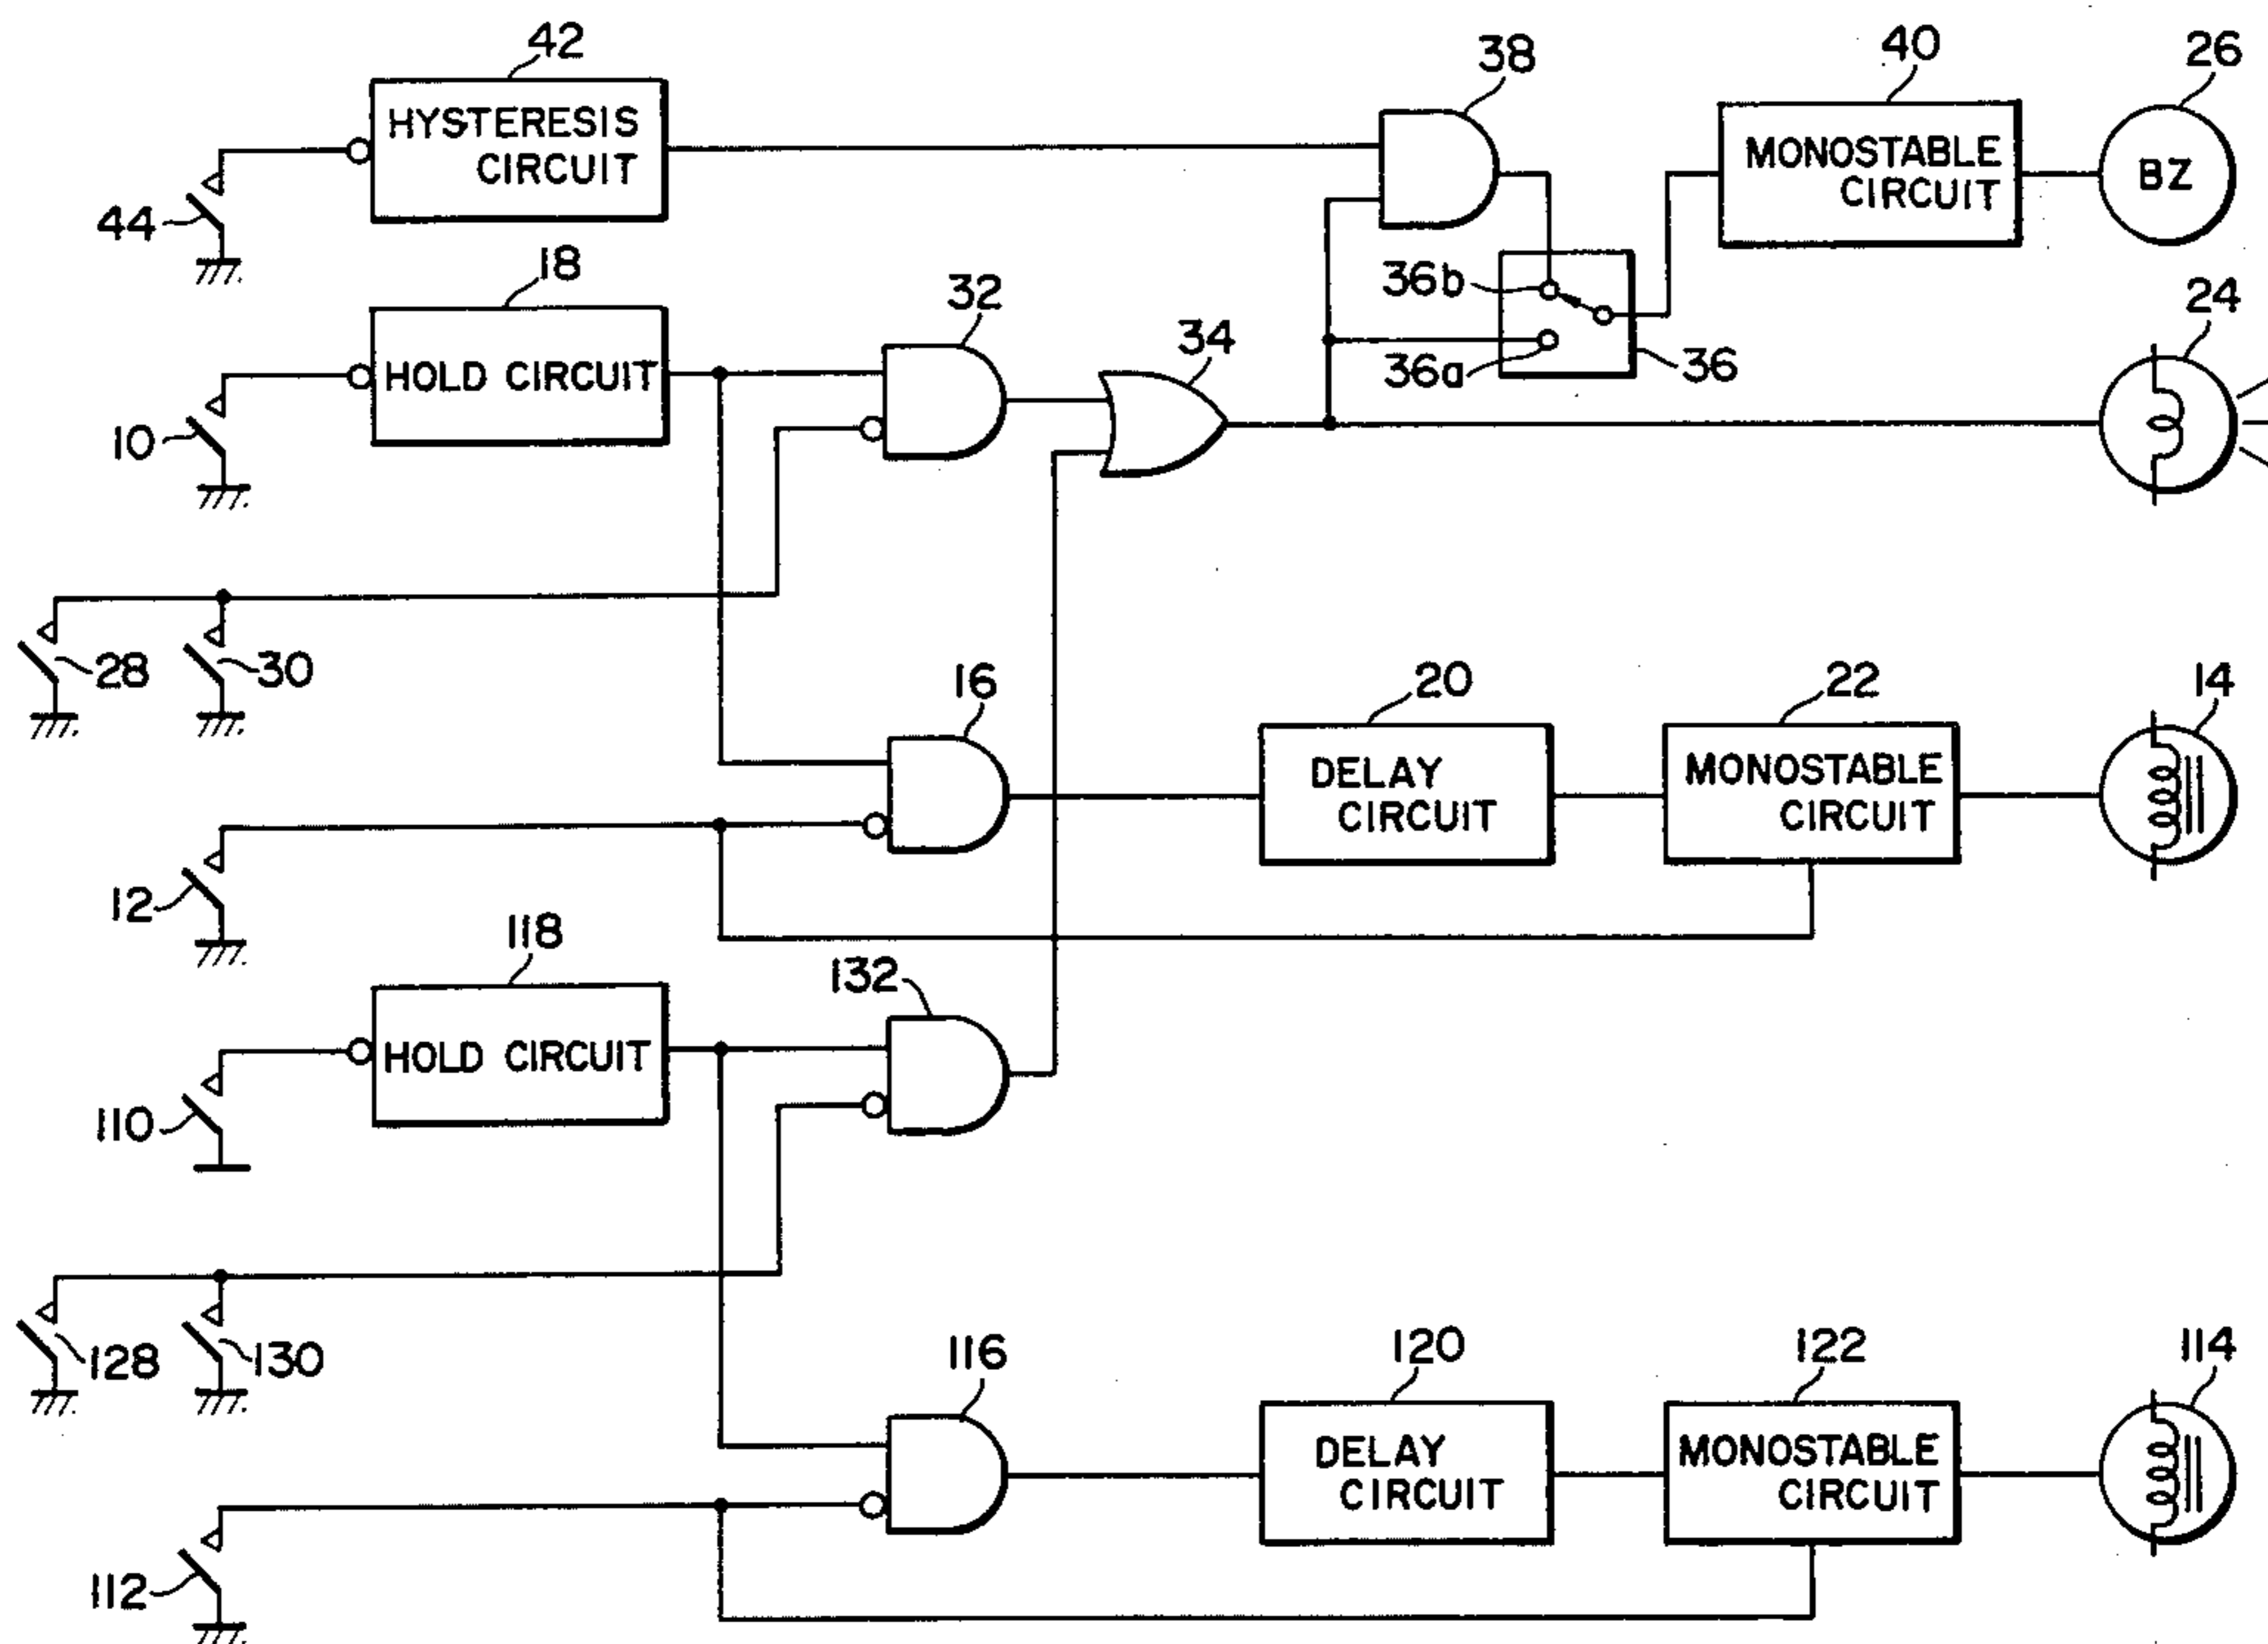 42
38
40
26
HYSTERESIS
CIRCUIT
MONOSTABLE
CIRCUIT
BZ
44
18
32
34
36b
36a
36
24
HOLD CIRCUIT
10
28
30
16
20
22
14
DELAY
CIRCUIT
MONOSTABLE
CIRCUIT
12
118
132
HOLD CIRCUIT
110
128
130
116
120
122
114
DELAY
CIRCUIT
MONOSTABLE
CIRCUIT
112